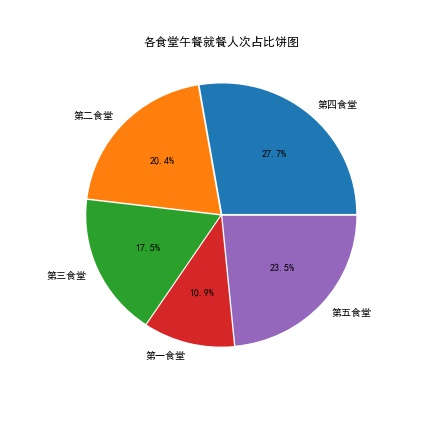 各食堂午餐就餐人次占比饼图
第四食堂
27.7%
第二食堂
20.4%
第三食堂
17.5%
第一食堂
10.9%
第五食堂
23.5%